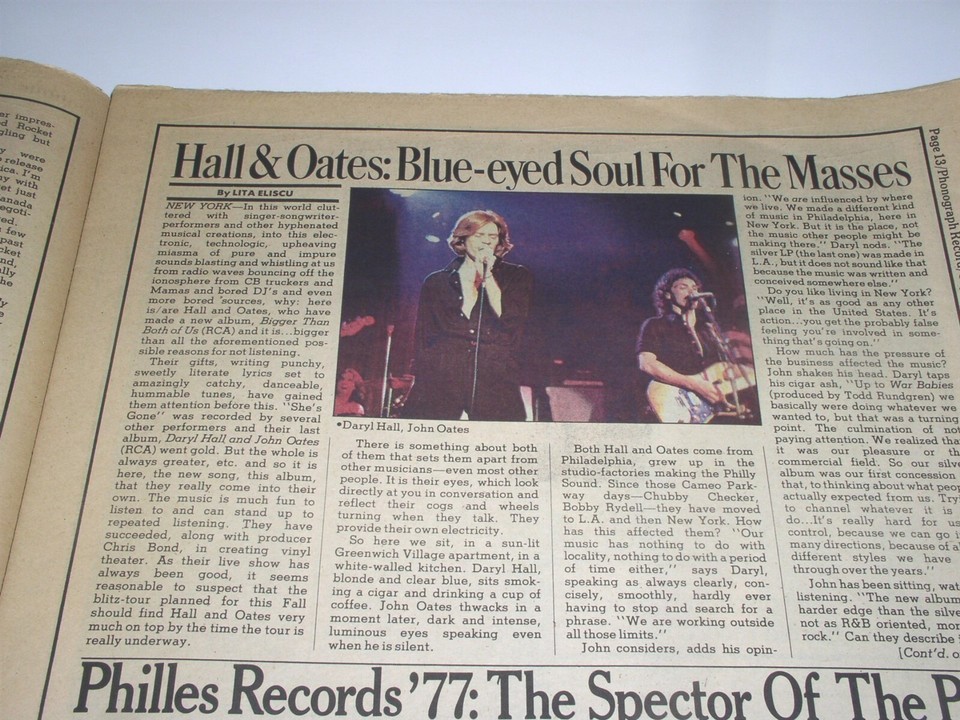 er impres-
d Rocket
gling but
y were
release
ica. I'm
ny with
et just
anada
egoti-
ed,
few
past
cket
nd,
ally
the
Page 13/Phonograph Record
Hall & Oates: Blue-eyed Soul For The Masses
By LITA ELISCU
NEW YORK—In this world clut-
tered with singer-songwriter-
performers and other hyphenated
musical creations, into this elec-
tronic, technologic, upheaving
miasma of pure and impure
sounds blasting and whistling at us
from radio waves bouncing off the
ionosphere from CB truckers and
Mamas and bored DJ's and even
more bored sources, why: here
is/are Hall and Oates, who have
made a new album, Bigger Than
Both of Us (RCA) and it is...bigger
than all the aforementioned pos-
sible reasons for not listening.
Their gifts, writing punchy,
sweetly literate lyrics set to
amazingly catchy, danceable,
hummable tunes, have gained
them attention before this. "She's
Gone" was recorded by several
other performers and their last
album, Daryl Hall and John Oates
(RCA) went gold. But the whole is
always greater, etc. and so it is
here, the new song, this album,
that they really come into their
own. The music is much fun to
listen to and can stand up to
repeated listening. They have
succeeded, along with producer
Chris Bond, in creating vinyl
theater. As their live show has
always been good, it seems
reasonable to suspect that the
blitz-tour planned for this Fall
should find Hall and Oates very
much on top by the time the tour is
really underway.
•Daryl Hall, John Oates
There is something about both
of them that sets them apart from
other musicians—even most other
people. It is their eyes, which look
directly at you in conversation and
reflect their cogs and wheels
turning when they talk. They
provide their own electricity.
So here we sit, in a sun-lit
Greenwich Village apartment, in a
white-walled kitchen. Daryl Hall,
blonde and clear blue, sits smok-
ing a cigar and drinking a cup of
coffee. John Oates thwacks in a
moment later, dark and intense,
luminous eyes speaking even
when he is silent.
Both Hall and Oates come from
Philadelphia, grew up in the
studio-factories making the Philly
Sound. Since those Cameo Park-
way days—Chubby Checker,
Bobby Rydell—they have moved
to L.A. and then New York. How
has this affected them? "Our
music has nothing to do with
locality, nothing to do with a period
of time either," says Daryl,
speaking as always clearly, con-
cisely, smoothly, hardly ever
having to stop and search for a
phrase. "We are working outside
all those limits."
John considers, adds his opin-
ion. "We are influenced by where
we live. We made a different kind
of music in Philadelphia, here in
New York. But it is the place, not
the music other people might be
making there." Daryl nods. "The
silver LP (the last one) was made in
L.A., but it does not sound like that
because the music was written and
conceived somewhere else."
Do you like living in New York?
"Well, it's as good as any other
place in the United States. It's
action...you get the probably false
feeling you're involved in some-
thing that's going on."
How much has the pressure of
the business affected the music?
John shakes his head. Daryl taps
his cigar ash, "Up to War Babies
(produced by Todd Rundgren) we
basically were doing whatever we
wanted to, but that was a turning
point. The culmination of not
paying attention. We realized tha
it was our pleasure or th
commercial field. So our silve
album was our first concession
that, to thinking about what peop
actually expected from us. Try
to channel whatever it is
do...It's really hard for us
control, because we can go i
many directions, because of al
different styles we have
through over the years."
John has been sitting, wat
listening. "The new album
harder edge than the silve
not as R&B oriented, mor
rock." Can they describe
[Cont'd. o
Philles Records '77: The Spector Of The P